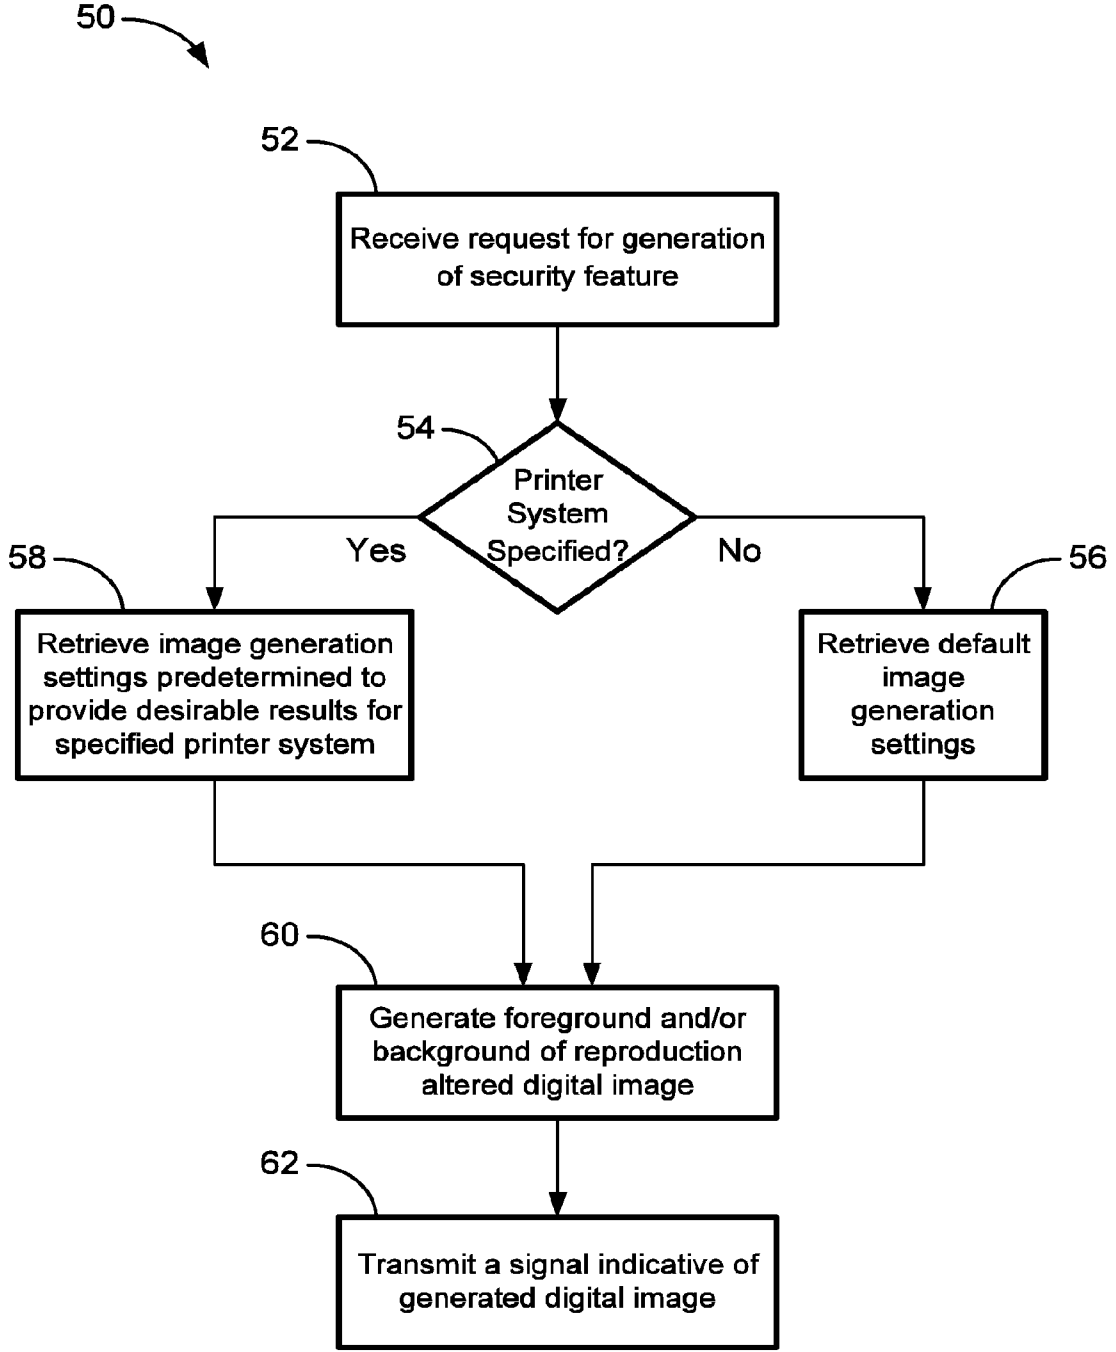 50
52
Receive request for generation
of security feature
54
Printer
System
Specified?
Yes
No
58
56
Retrieve image generation
settings predetermined to
provide desirable results for
specified printer system
Retrieve default
image
generation
settings
60
Generate foreground and/or
background of reproduction
altered digital image
62
Transmit a signal indicative of
generated digital image